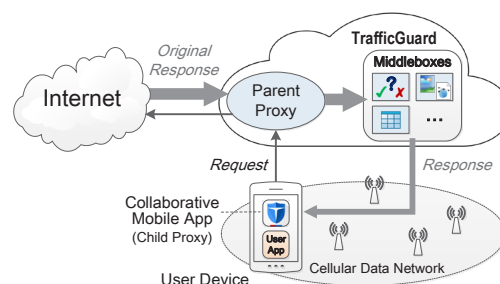 TrafficGuard
Original
Response
Middleboxes
Internet
Parent
Proxy
?
...
Request
Response
Collaborative
Mobile App
(Child Proxy)
User
App
Cellular Data Network
User Device